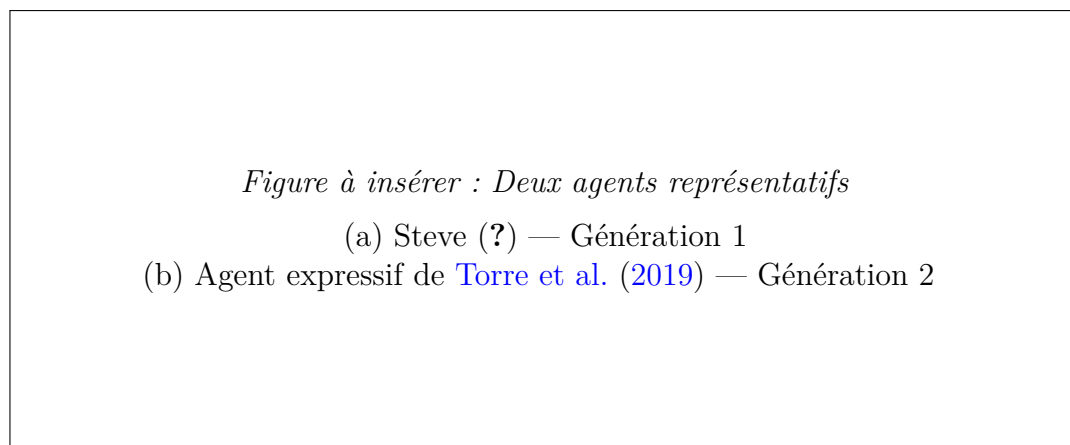 Figure à insérer : Deux agents représentatifs
(a) Steve (?) — Génération 1
(b) Agent expressif de Torre et al. (2019) — Génération 2